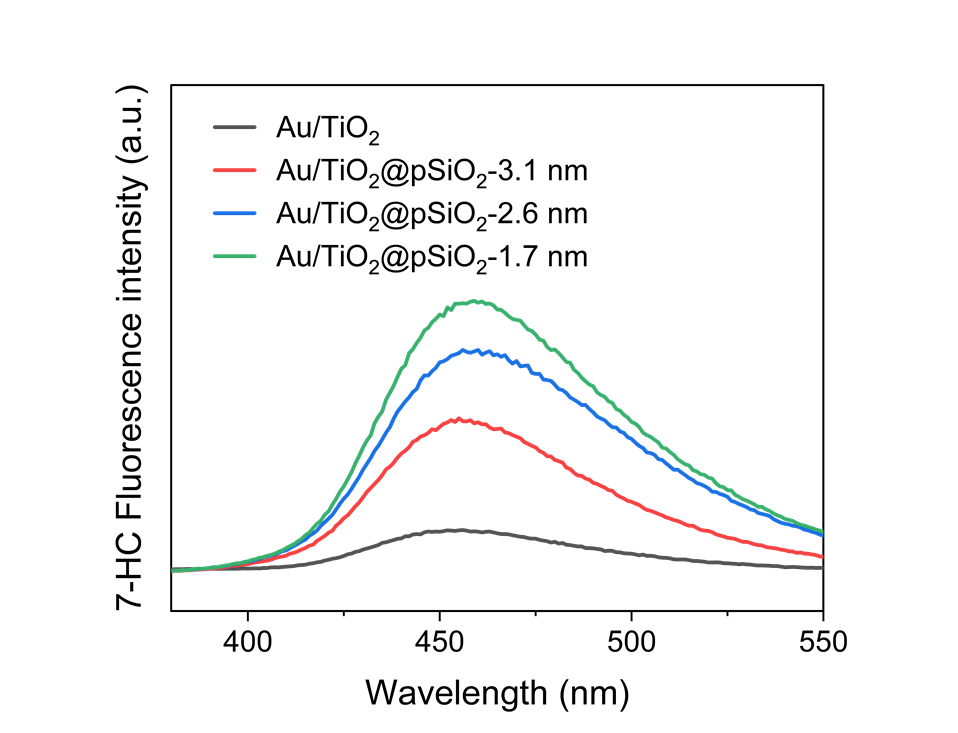 7-HC Fluorescence intensity (a.u.)
Au/TiO₂
Au/TiO₂@pSiO₂-3.1 nm
Au/TiO₂@pSiO₂-2.6 nm
Au/TiO₂@pSiO₂-1.7 nm
400 450 500 550
Wavelength (nm)